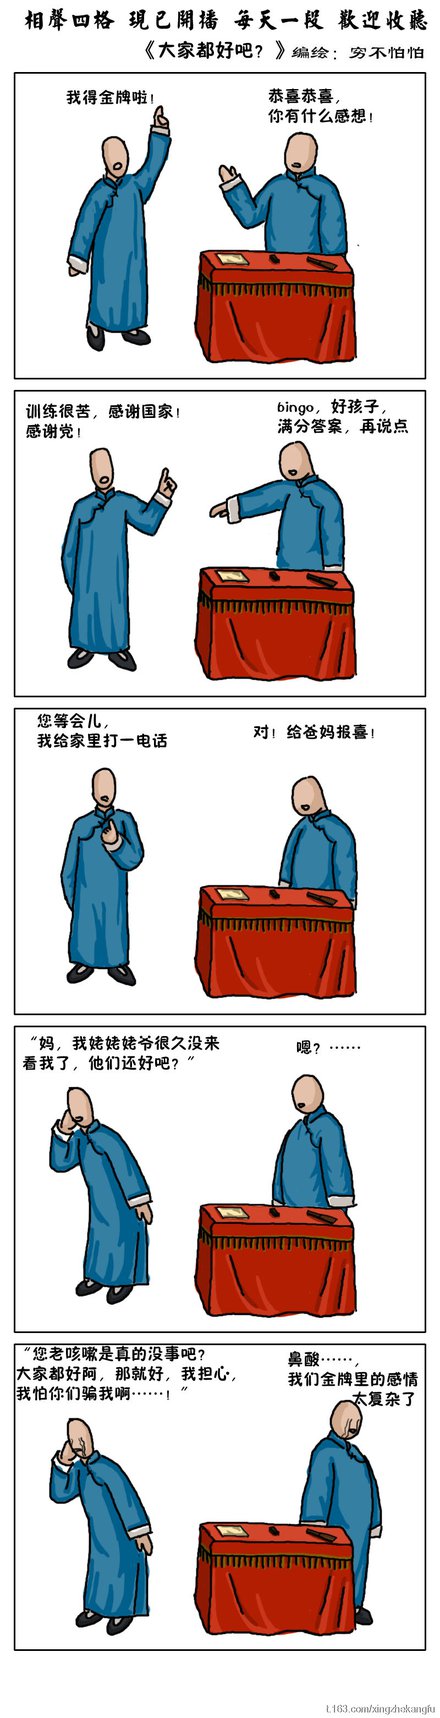 相聲四格 現已開播 每天一段 歡迎收聽
《大家都好吧？》编绘：穷不怕怕
我得金牌啦！
恭喜恭喜，
你有什么感想！
训练很苦，感谢国家！
感谢党！
bingo，好孩子，
满分答案，再说点
您等会儿，
我给家里打一电话
对！给爸妈报喜！
“妈，我姥姥姥爷很久没来
看我了，他们还好吧？”
嗯？……
“您老咳嗽是真的没事吧？
大家都好阿，那就好，我担心，
我怕你们骗我啊……！”
鼻酸……，
我们金牌里的感情
太复杂了
t.163.com/xingzhekangfu